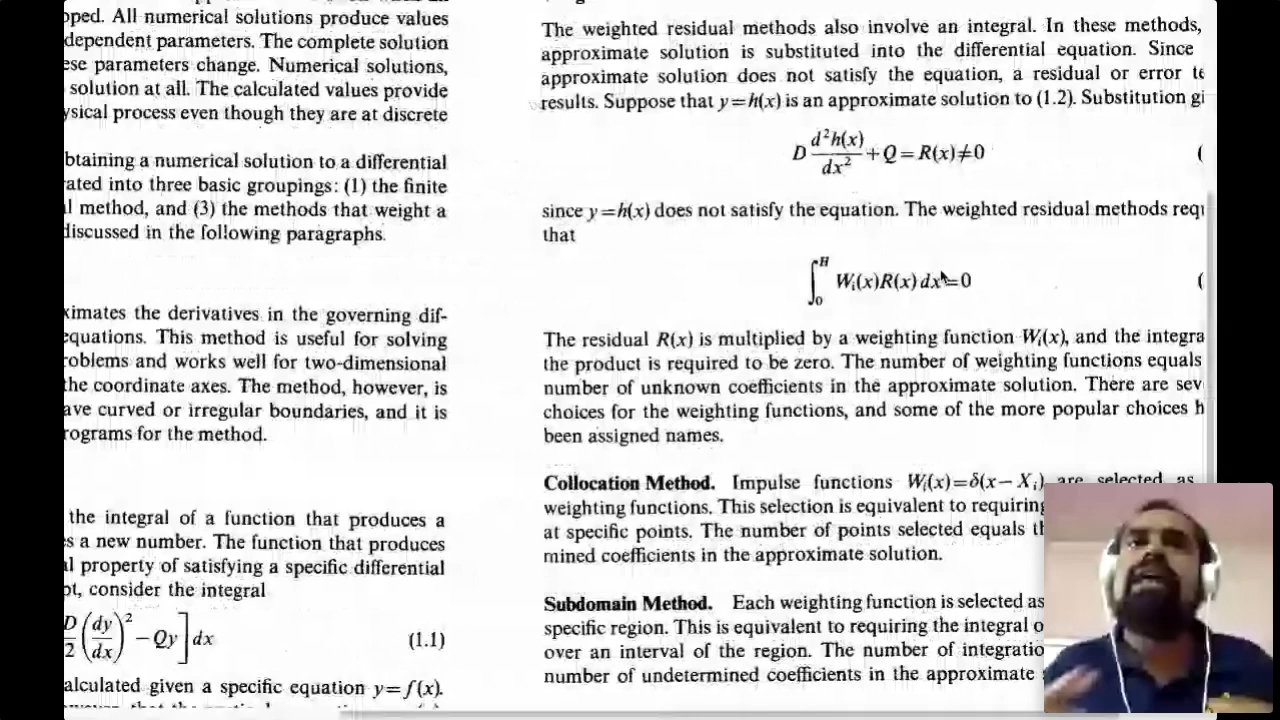 oped. All numerical solutions produce values
dependent parameters. The complete solution
ese parameters change. Numerical solutions,
solution at all. The calculated values provide
ysical process even though they are at discrete
btaining a numerical solution to a differential
ated into three basic groupings: (1) the finite
l method, and (3) the methods that weight a
discussed in the following paragraphs.
ximates the derivatives in the governing dif-
equations. This method is useful for solving
roblems and works well for two-dimensional
the coordinate axes. The method, however, is
ave curved or irregular boundaries, and it is
rograms for the method.
the integral of a function that produces a
s a new number. The function that produces
l property of satisfying a specific differential
pt, consider the integral
D/2 (dy/dx)² − Qy ] dx (1.1)
alculated given a specific equation y=f(x).
The weighted residual methods also involve an integral. In these methods,
approximate solution is substituted into the differential equation. Since
approximate solution does not satisfy the equation, a residual or error te
results. Suppose that y=h(x) is an approximate solution to (1.2). Substitution gi
D d²h(x)/dx² + Q = R(x) ≠ 0 (
since y=h(x) does not satisfy the equation. The weighted residual methods requ
that
∫₀ᴴ Wᵢ(x)R(x) dx = 0 (
The residual R(x) is multiplied by a weighting function Wᵢ(x), and the integra
the product is required to be zero. The number of weighting functions equals
number of unknown coefficients in the approximate solution. There are sev
choices for the weighting functions, and some of the more popular choices h
been assigned names.
Collocation Method. Impulse functions Wᵢ(x)=δ(x−Xᵢ) are selected as
weighting functions. This selection is equivalent to requiring
at specific points. The number of points selected equals th
mined coefficients in the approximate solution.
Subdomain Method. Each weighting function is selected as
specific region. This is equivalent to requiring the integral o
over an interval of the region. The number of integratio
number of undetermined coefficients in the approximate